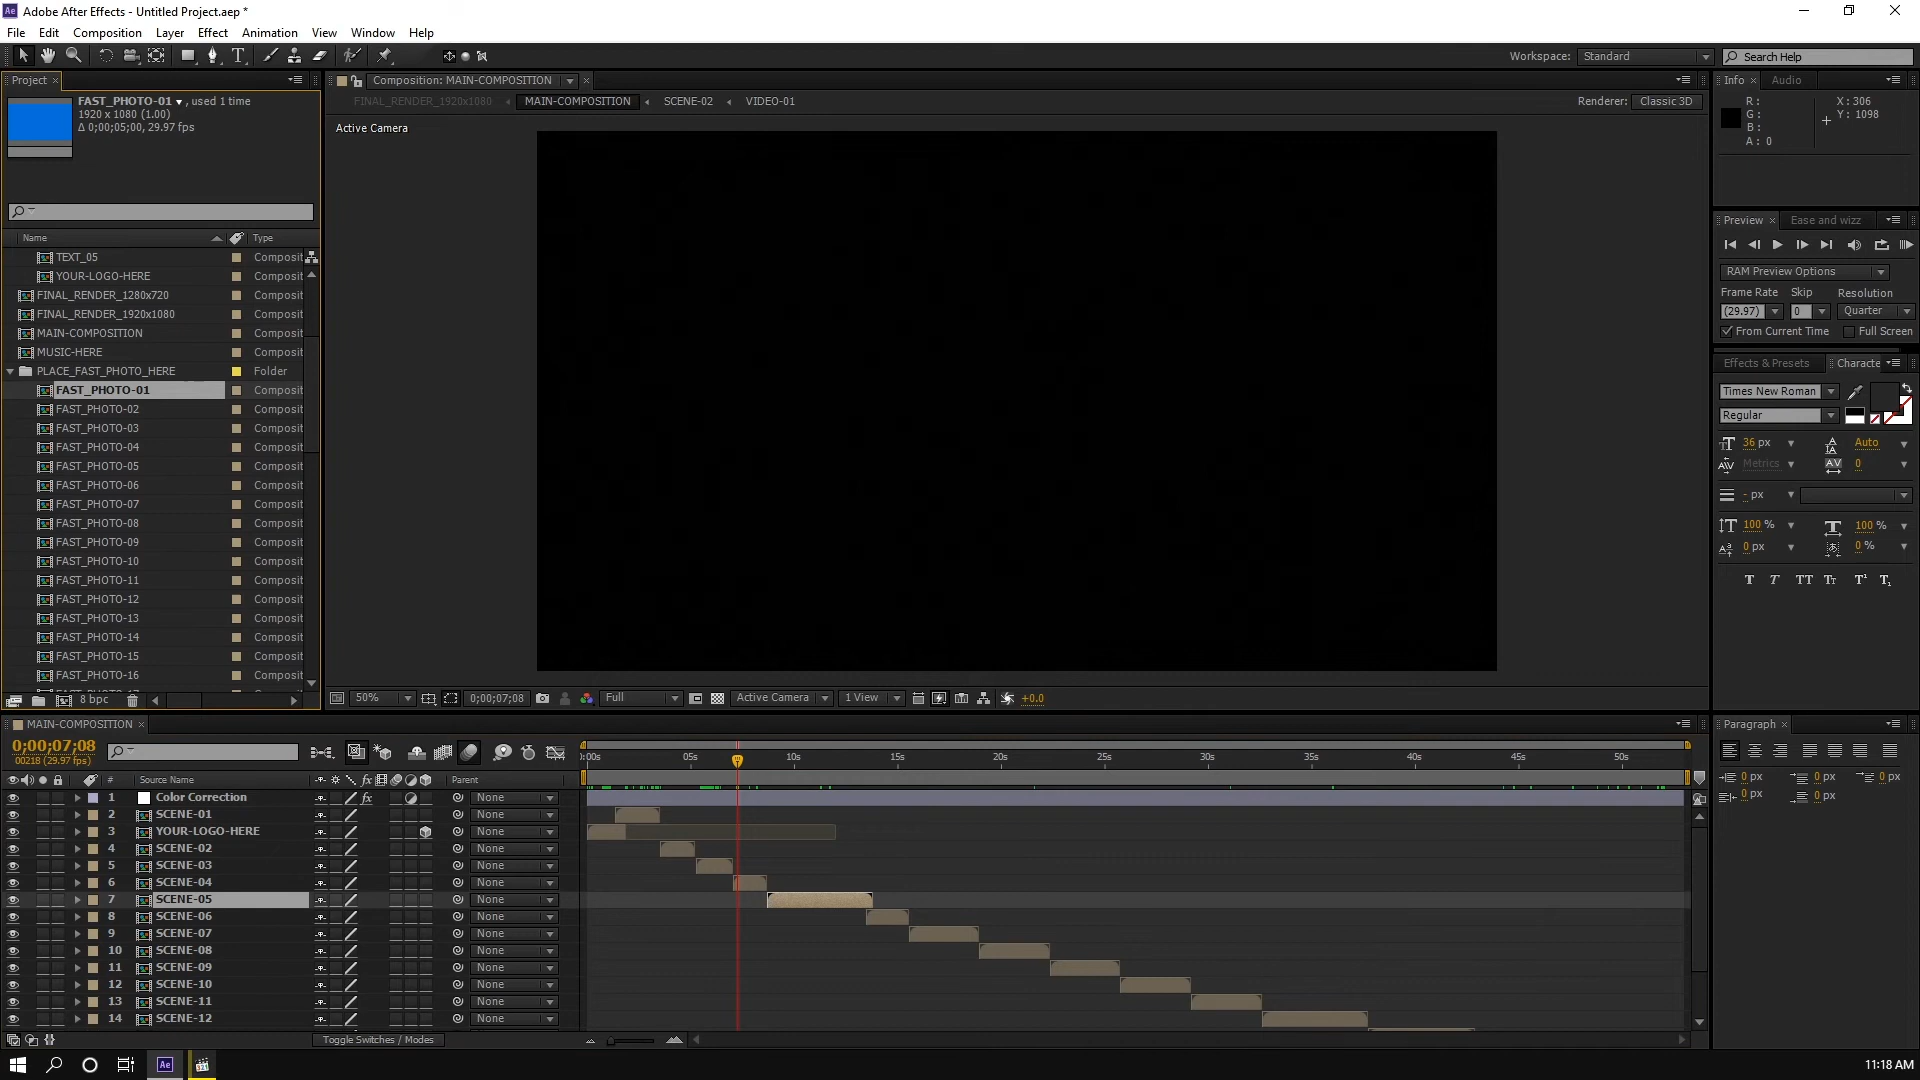 Adobe After Effects - Untitled Project.aep *
File Edit Composition Layer Effect Animation View Window Help
Workspace: Standard Search Help
Project
FAST_PHOTO-01 , used 1 time
1920 x 1080 (1.00)
Δ 0;00;05;00, 29.97 fps
Name Type
TEXT_05 Composit
YOUR-LOGO-HERE Composit
FINAL_RENDER_1280x720 Composit
FINAL_RENDER_1920x1080 Composit
MAIN-COMPOSITION Composit
MUSIC-HERE Composit
PLACE_FAST_PHOTO_HERE Folder
FAST_PHOTO-01 Composit
FAST_PHOTO-02 Composit
FAST_PHOTO-03 Composit
FAST_PHOTO-04 Composit
FAST_PHOTO-05 Composit
FAST_PHOTO-06 Composit
FAST_PHOTO-07 Composit
FAST_PHOTO-08 Composit
FAST_PHOTO-09 Composit
FAST_PHOTO-10 Composit
FAST_PHOTO-11 Composit
FAST_PHOTO-12 Composit
FAST_PHOTO-13 Composit
FAST_PHOTO-14 Composit
FAST_PHOTO-15 Composit
FAST_PHOTO-16 Composit
8 bpc
Composition: MAIN-COMPOSITION
FINAL_RENDER_1920x1080 MAIN-COMPOSITION SCENE-02 VIDEO-01 Renderer: Classic 3D
Active Camera
50% 0;00;07;08 Full Active Camera 1 View +0.0
Info Audio
R: X: 306
G: Y: 1098
B:
A: 0
Preview Ease and wizz
RAM Preview Options
Frame Rate Skip Resolution
(29.97) 0 Quarter
From Current Time Full Screen
Effects & Presets Characte
Times New Roman
Regular
36 px Auto
Metrics 0
- px
100 % 100 %
0 px 0 %
T T TT Tт T¹ T₁
Paragraph
0 px 0 px 0 px
0 px 0 px
MAIN-COMPOSITION
0;00;07;08
00218 (29.97 fps)
# Source Name fx Parent
1 Color Correction fx None
2 SCENE-01 None
3 YOUR-LOGO-HERE None
4 SCENE-02 None
5 SCENE-03 None
6 SCENE-04 None
7 SCENE-05 None
8 SCENE-06 None
9 SCENE-07 None
10 SCENE-08 None
11 SCENE-09 None
12 SCENE-10 None
13 SCENE-11 None
14 SCENE-12 None
Toggle Switches / Modes
:00s 05s 10s 15s 20s 25s 30s 35s 40s 45s 50s
Ae 11:18 AM